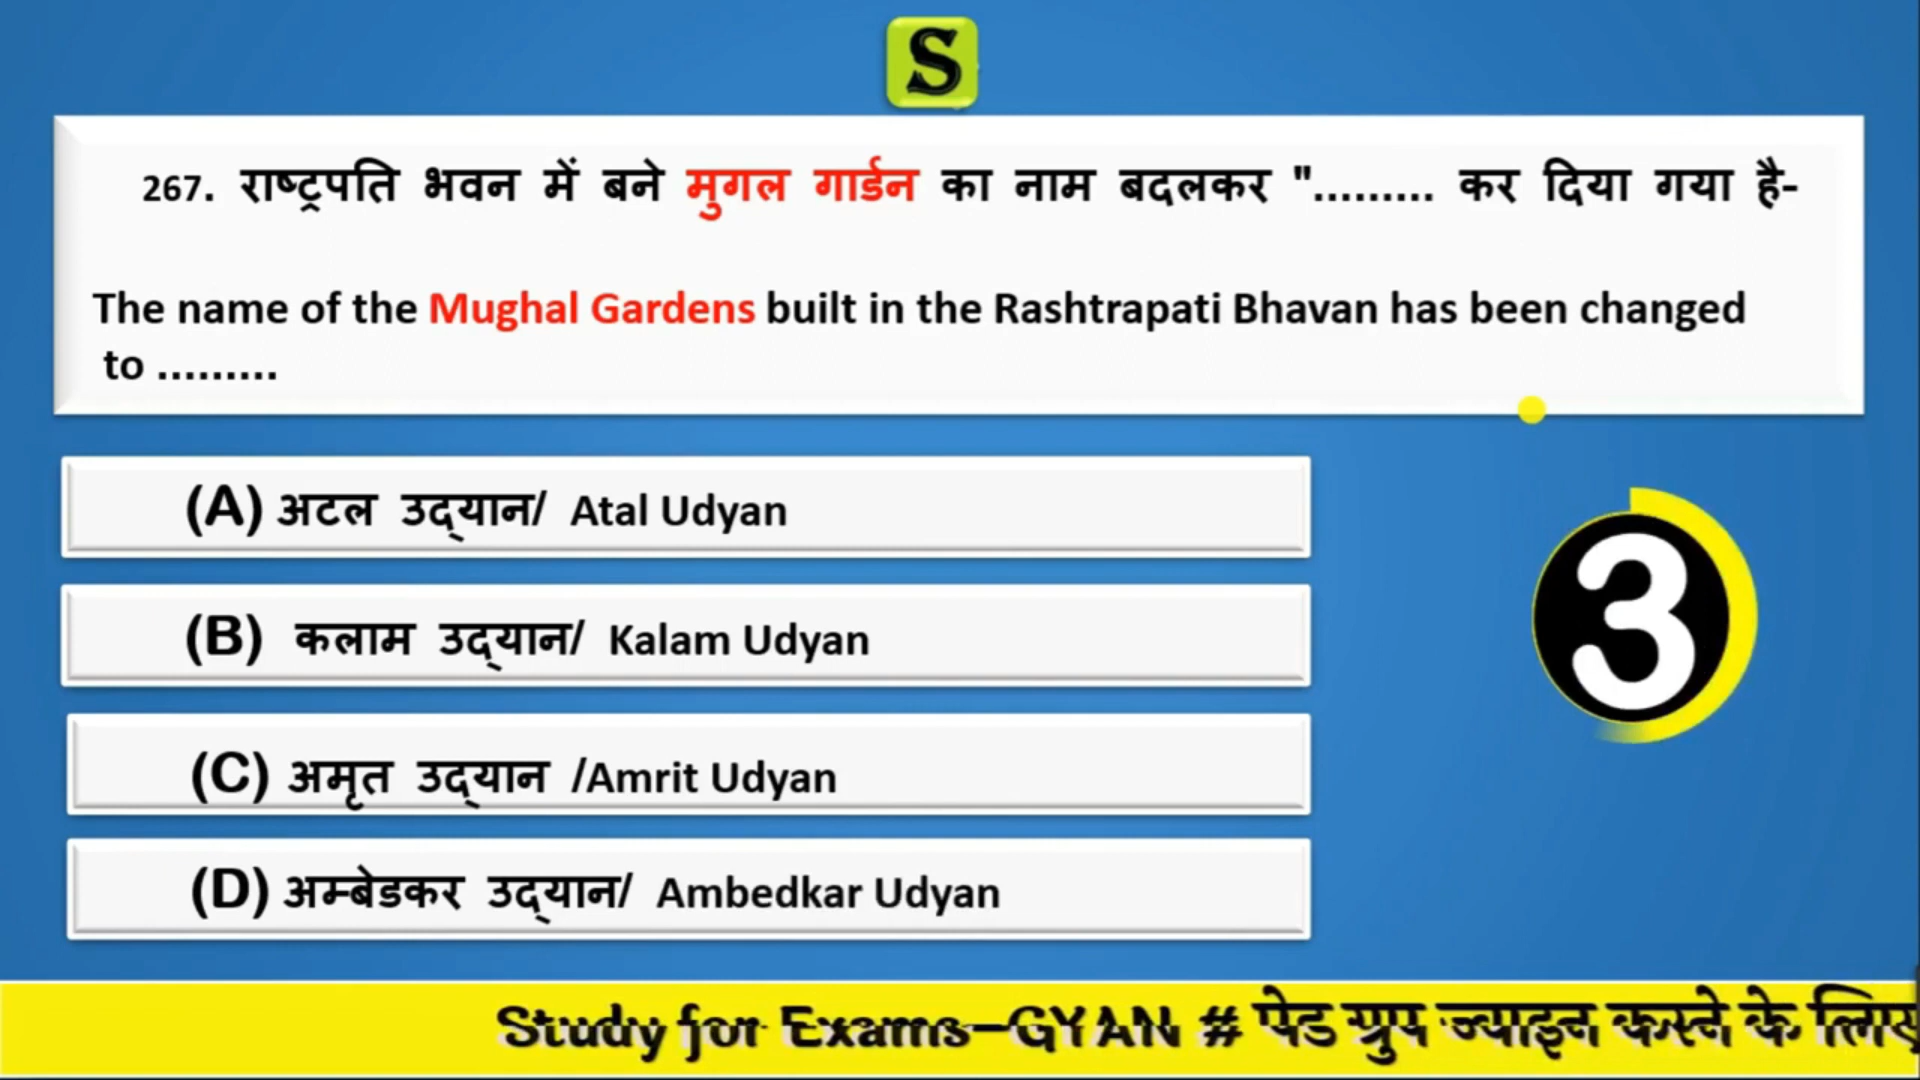 S
267. राष्ट्रपति भवन में बने मुगल गार्डन का नाम बदलकर "......... कर दिया गया है-
The name of the Mughal Gardens built in the Rashtrapati Bhavan has been changed
to .........
(A) अटल उद्यान/ Atal Udyan
(B) कलाम उद्यान/ Kalam Udyan
3
(C) अमृत उद्यान /Amrit Udyan
(D) अम्बेडकर उद्यान/ Ambedkar Udyan
Study for Exams–GYAN # पेड ग्रुप ज्वाइन करने के लिए